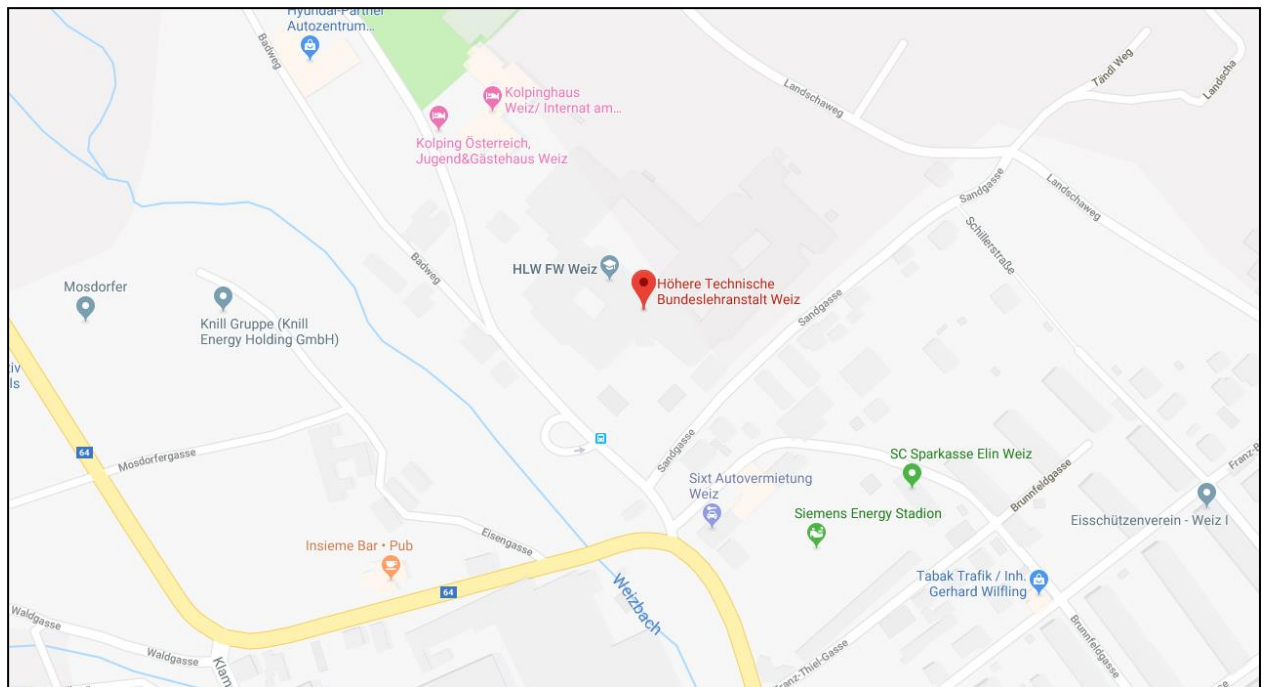 Hyundai-Partner
Autozentrum...
Badweg
Kolpinghaus
Weiz/ Internat am...
Kolping Österreich,
Jugend&Gästehaus Weiz
Landschaweg
Tändl Weg
Landscha
Sandgasse
Landschaweg
Schillerstraße
Badweg
HLW FW Weiz
Höhere Technische
Bundeslehranstalt Weiz
Mosdorfer
Knill Gruppe (Knill
Energy Holding GmbH)
Sandgasse
iv
ls
64
Mosdorfergasse
Sandgasse
Sixt Autovermietung
Weiz
SC Sparkasse Elin Weiz
Brunnfeldgasse
Siemens Energy Stadion
Eisschützenverein - Weiz I
Insieme Bar • Pub
Eisengasse
64
Weizbach
Tabak Trafik / Inh.
Gerhard Wilfling
Waldgasse
Waldgasse
Klam
Franz-Thiel-Gasse
Brunnfeldgasse